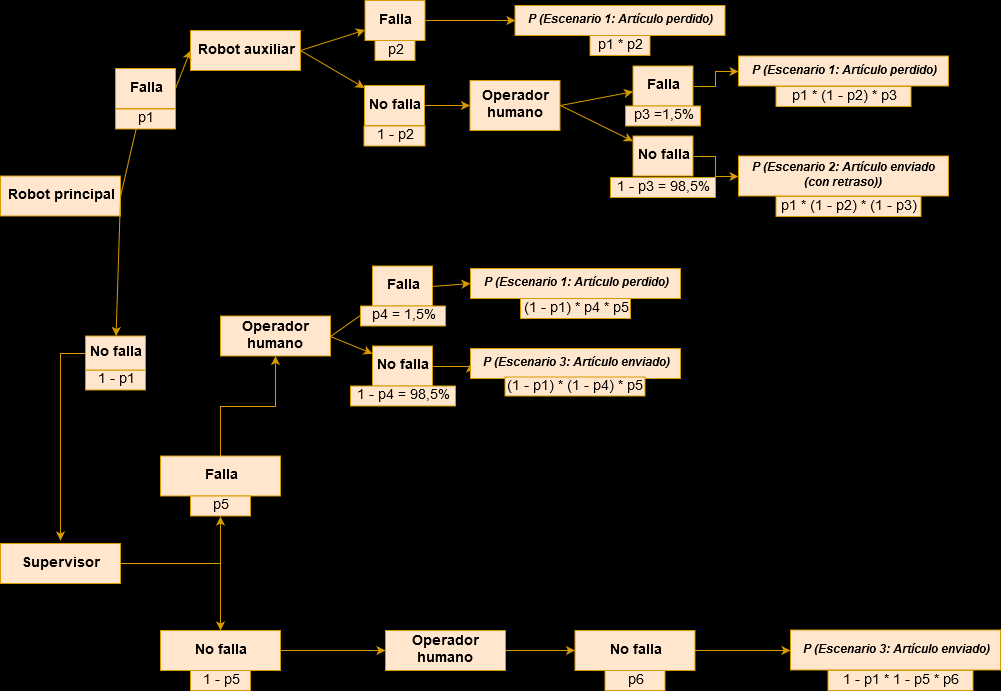 Falla
p2
P (Escenario 1: Artículo perdido)
p1 * p2
Robot auxiliar
Falla
p1
No falla
1 - p2
Operador
humano
Falla
p3 =1,5%
P (Escenario 1: Artículo perdido)
p1 * (1 - p2) * p3
No falla
1 - p3 = 98,5%
P (Escenario 2: Artículo enviado
(con retraso))
p1 * (1 - p2) * (1 - p3)
Robot principal
Falla
p4 = 1,5%
P (Escenario 1: Artículo perdido)
(1 - p1) * p4 * p5
Operador
humano
No falla
1 - p4 = 98,5%
P (Escenario 3: Artículo enviado)
(1 - p1) * (1 - p4) * p5
No falla
1 - p1
Falla
p5
Supervisor
No falla
1 - p5
Operador
humano
No falla
p6
P (Escenario 3: Artículo enviado)
1 - p1 * 1 - p5 * p6